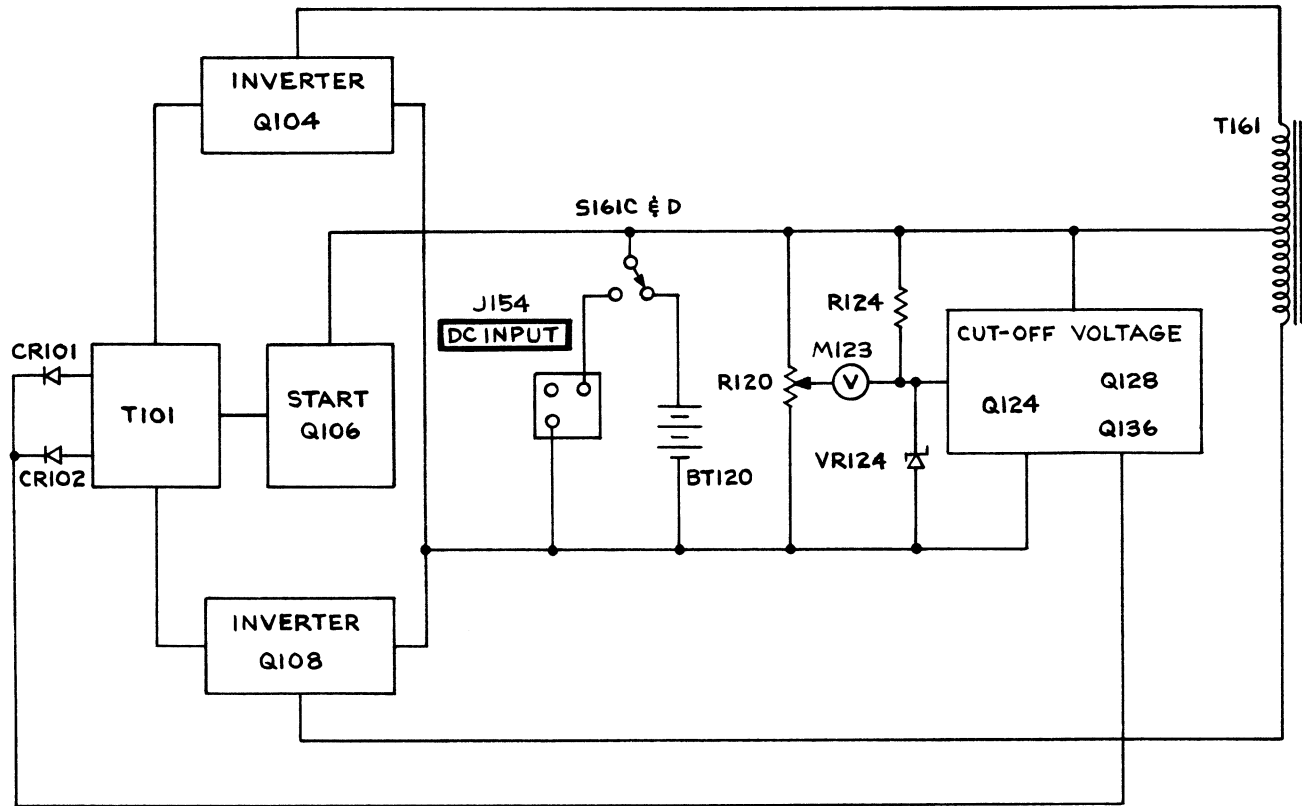 INVERTER
Q104
T161
S161C & D
J154
DC INPUT
R124
CUT-OFF VOLTAGE
Q128
Q124
Q136
M123
V
R120
CR101
T101
START
Q106
CR102
VR124
BT120
INVERTER
Q108